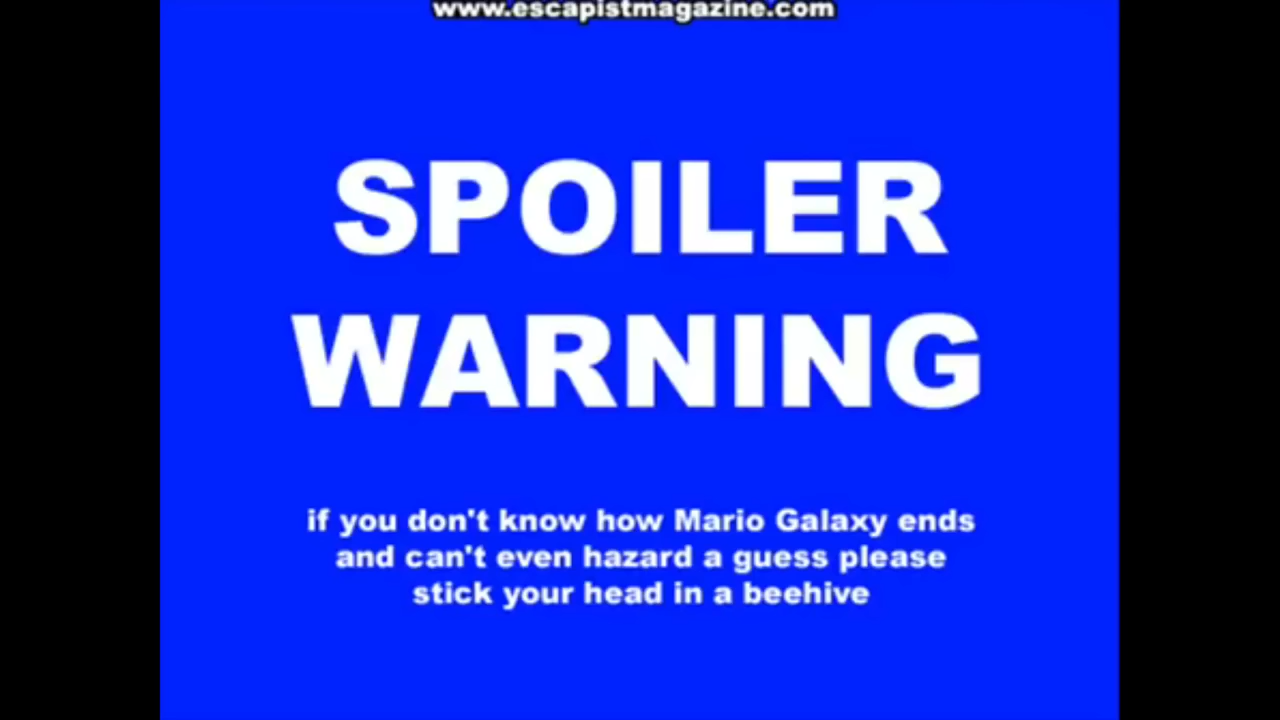 www.escapistmagazine.com
SPOILER
WARNING
if you don't know how Mario Galaxy ends
and can't even hazard a guess please
stick your head in a beehive